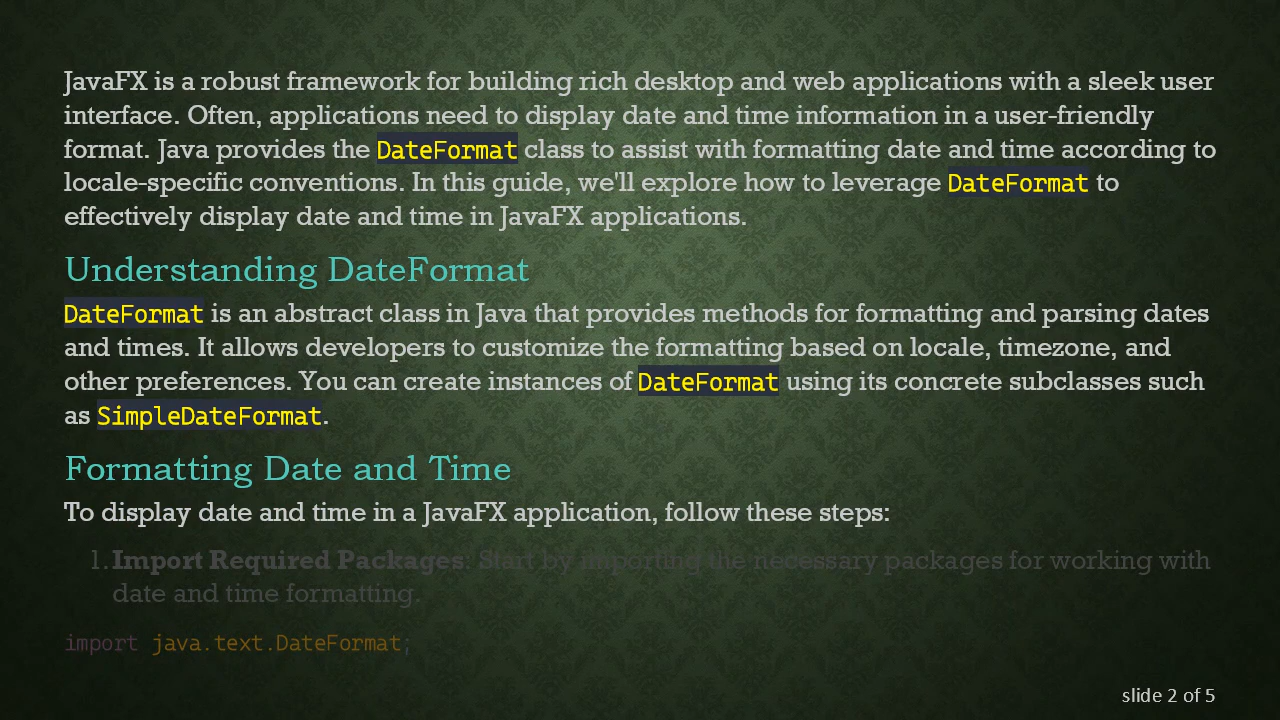 JavaFX is a robust framework for building rich desktop and web applications with a sleek user
interface. Often, applications need to display date and time information in a user-friendly
format. Java provides the DateFormat class to assist with formatting date and time according to
locale-specific conventions. In this guide, we'll explore how to leverage DateFormat to
effectively display date and time in JavaFX applications.
Understanding DateFormat
DateFormat is an abstract class in Java that provides methods for formatting and parsing dates
and times. It allows developers to customize the formatting based on locale, timezone, and
other preferences. You can create instances of DateFormat using its concrete subclasses such
as SimpleDateFormat.
Formatting Date and Time
To display date and time in a JavaFX application, follow these steps:
1. Import Required Packages: Start by importing the necessary packages for working with
date and time formatting.
import java.text.DateFormat;
slide 2 of 5